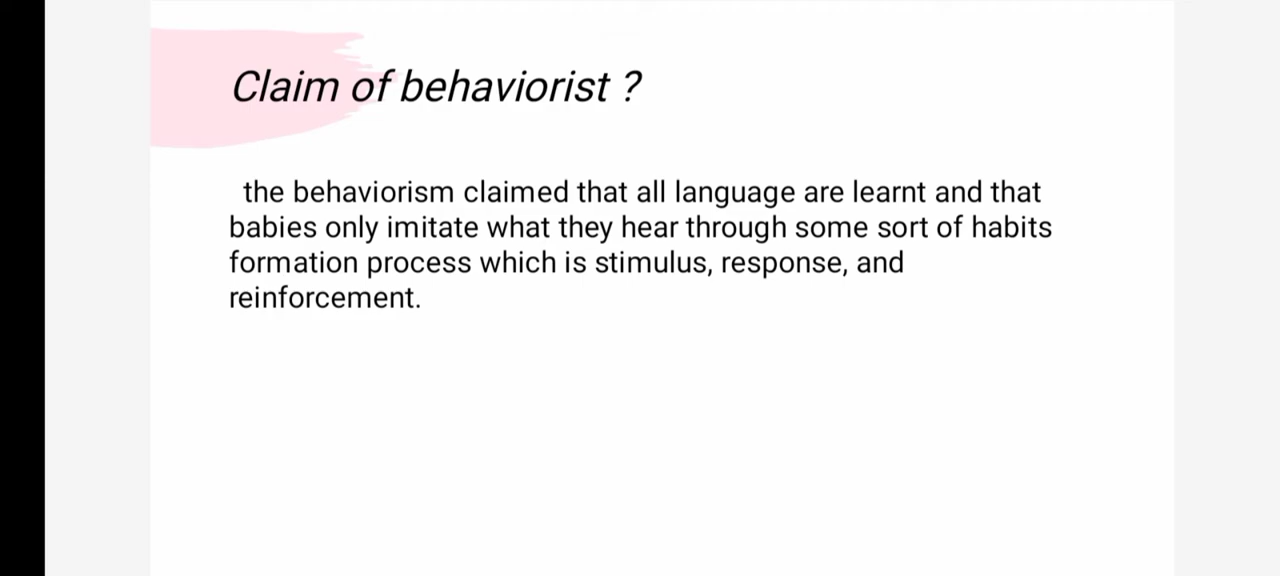 Claim of behaviorist ?
the behaviorism claimed that all language are learnt and that
babies only imitate what they hear through some sort of habits
formation process which is stimulus, response, and
reinforcement.